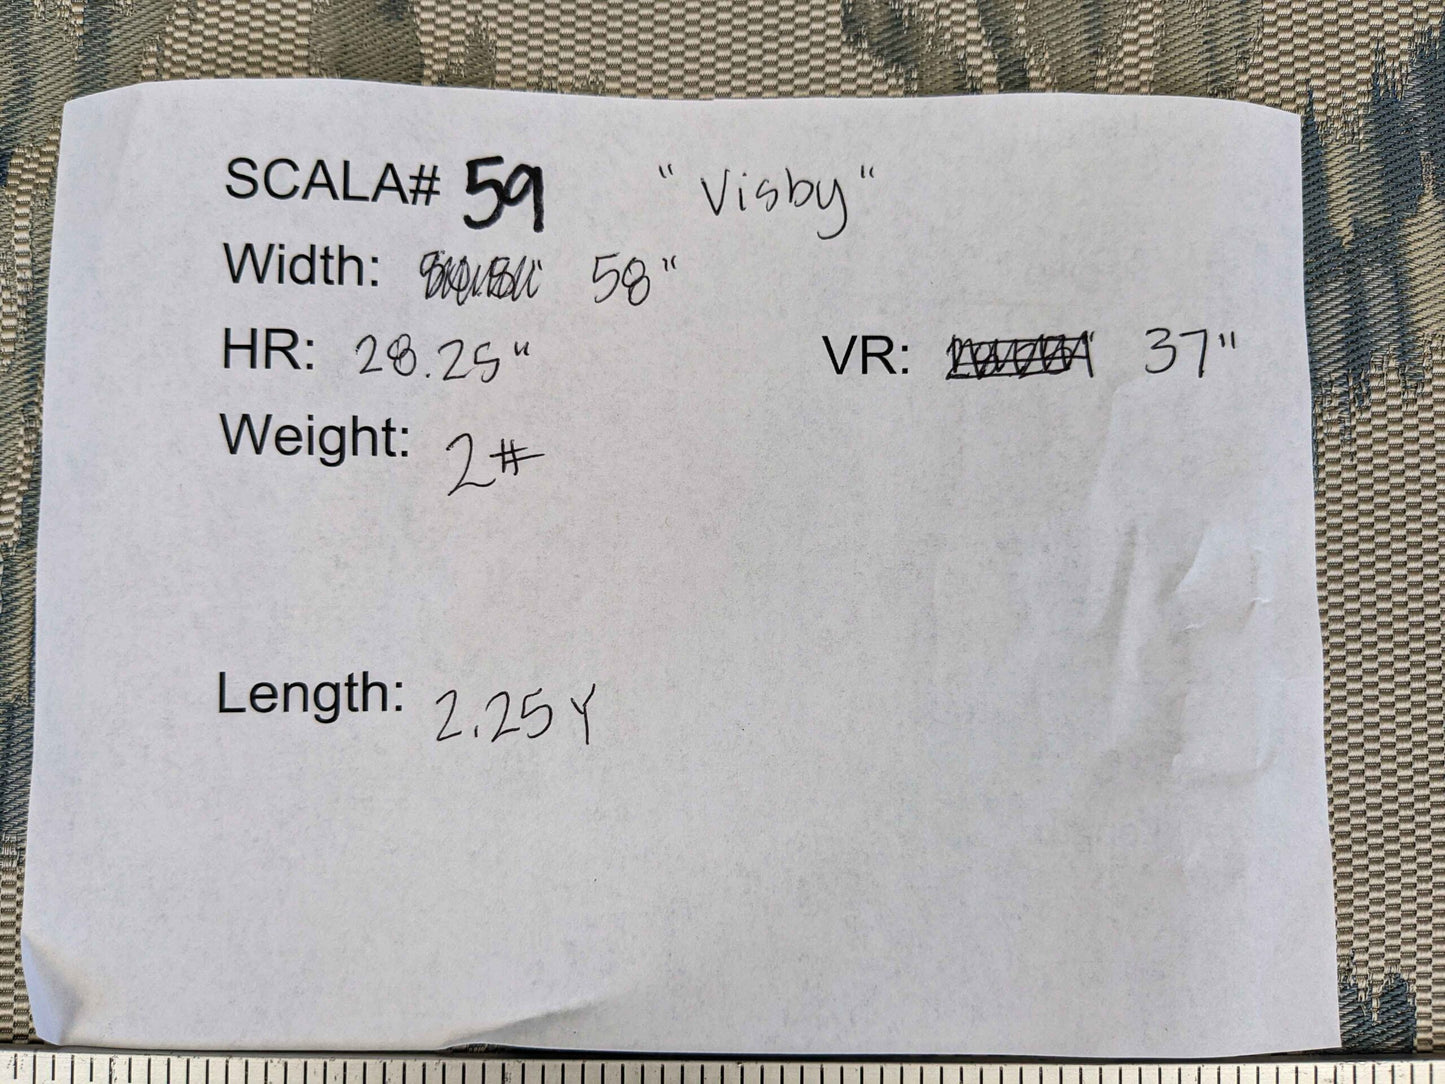 SCALA# 59 "Visby"
Width: 58"
HR: 28.25" VR: 37"
Weight: 2#
Length: 2.25Y